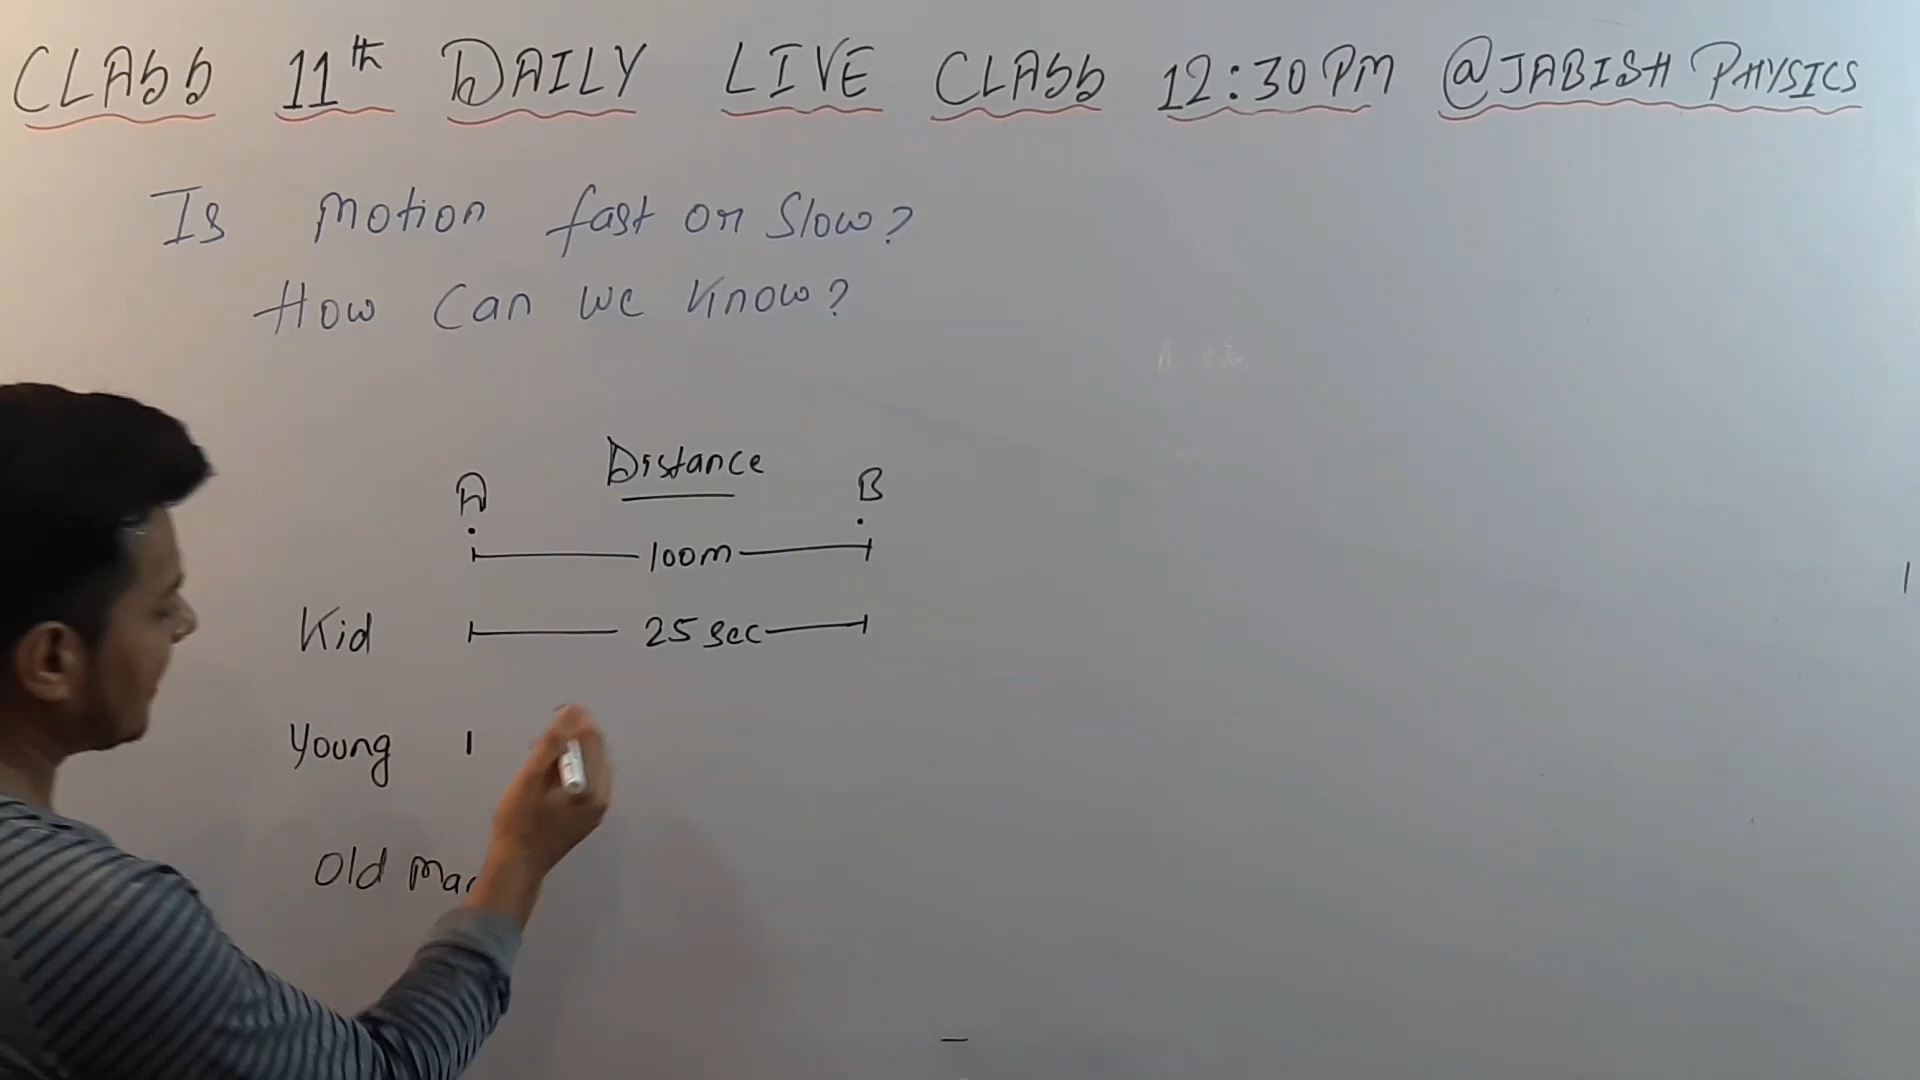 CLASS 11th DAILY LIVE CLASS 12:30 PM @JABISH PHYSICS
Is motion fast or Slow?
How Can we Know?
Distance
A B
100m
Kid 25 sec
Young
Old